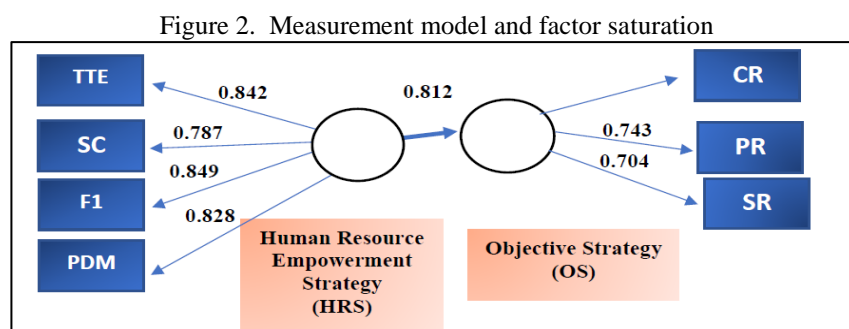 Figure 2. Measurement model and factor saturation
TTE
SC
F1
PDM
0.842
0.787
0.849
0.828
0.812
CR
0.743
PR
0.704
SR
Human Resource
Empowerment
Strategy
(HRS)
Objective Strategy
(OS)